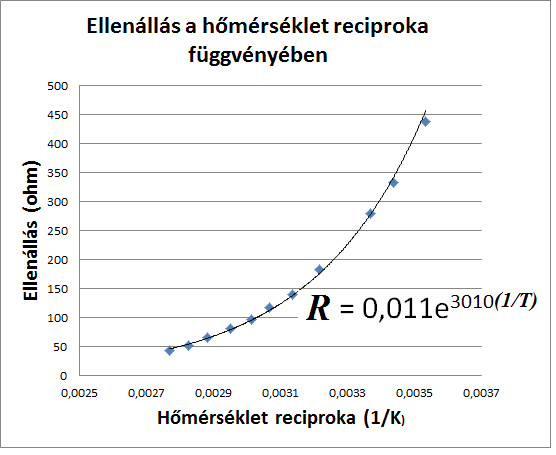 Ellenállás a hőmérséklet reciproka
függvényében
500
450
400
350
300
250
200
150
100
50
0
Ellenállás (ohm)
R = 0,011e3010(1/T)
0,0025 0,0027 0,0029 0,0031 0,0033 0,0035 0,0037
Hőmérséklet reciproka (1/K)